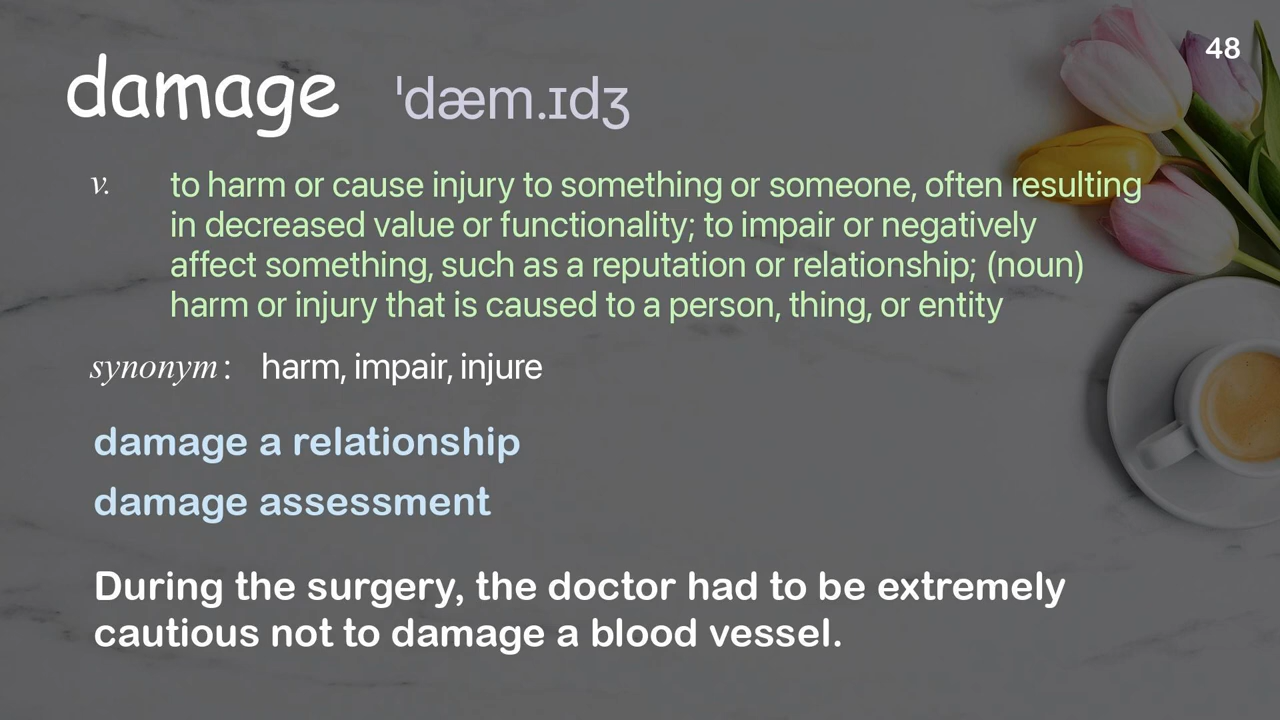 48
damage ˈdæm.ɪdʒ
v. to harm or cause injury to something or someone, often resulting
in decreased value or functionality; to impair or negatively
affect something, such as a reputation or relationship; (noun)
harm or injury that is caused to a person, thing, or entity
synonym: harm, impair, injure
damage a relationship
damage assessment
During the surgery, the doctor had to be extremely
cautious not to damage a blood vessel.